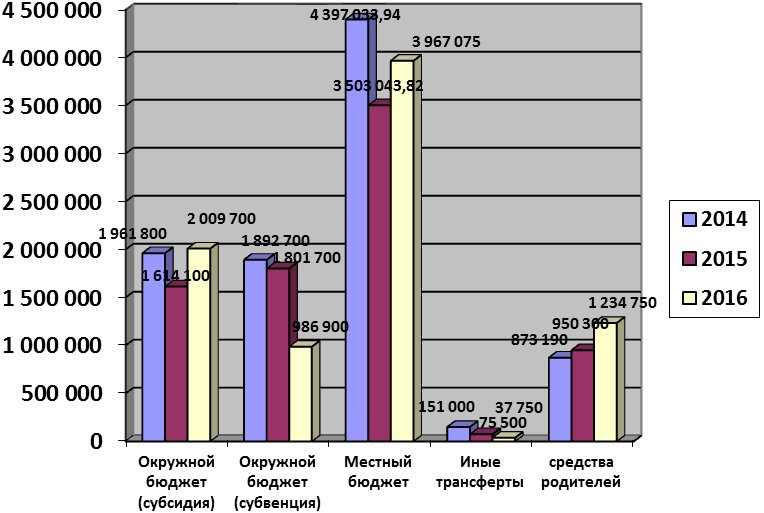 4 500 000
4 000 000
3 500 000
3 000 000
2 500 000
2 000 000
1 500 000
1 000 000
500 000
0
4 397 033,94
3 967 075
3 503 043,82
1 961 800
2 009 700
1 614 100
1 892 700
1 801 700
986 900
151 000
75 500
37 750
873 190
950 300
1 234 750
Окружной
бюджет
(субсидия)
Окружной
бюджет
(субвенция)
Местный
бюджет
Иные
трансферты
средства
родителей
2014
2015
2016